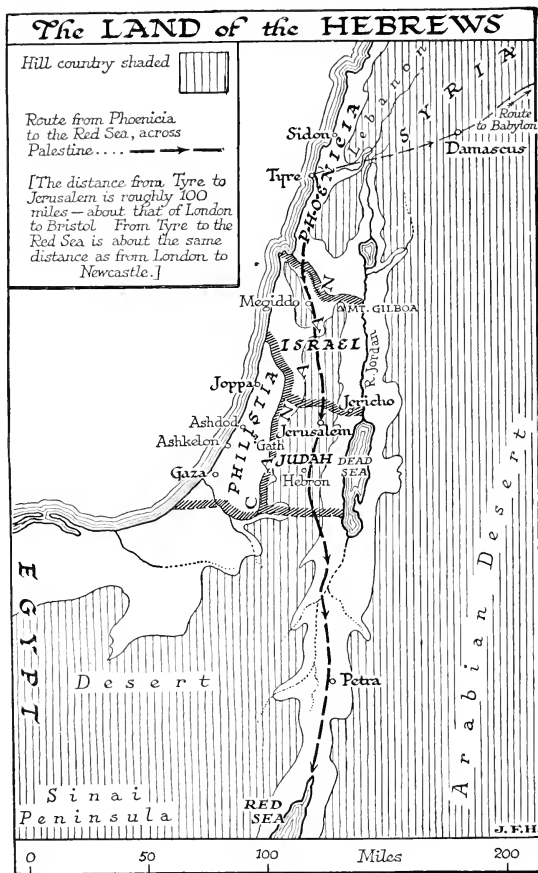 The LAND of the HEBREWS
Hill country shaded
Route from Phoenicia
to the Red Sea, across
Palestine....
[The distance from Tyre to
Jerusalem is roughly 100
miles — about that of London
to Bristol From Tyre to the
Red Sea is about the same
distance as from London to
Newcastle.]
SYRIA
Lebanon
Route
to Babylon
Sidon
Damascus
Tyre
PHOENICIA
Megiddo
MT. GILBOA
CANAAN
ISRAEL
R. Jordan
Joppa
Jericho
PHILISTIA
Ashdod
Jerusalem
Ashkelon
Gath
JUDAH
DEAD
SEA
Gaza
Hebron
EGYPT
Desert
Petra
Arabian Desert
Sinai
Peninsula
RED
SEA
J.F.H.
0 50 100 Miles 200